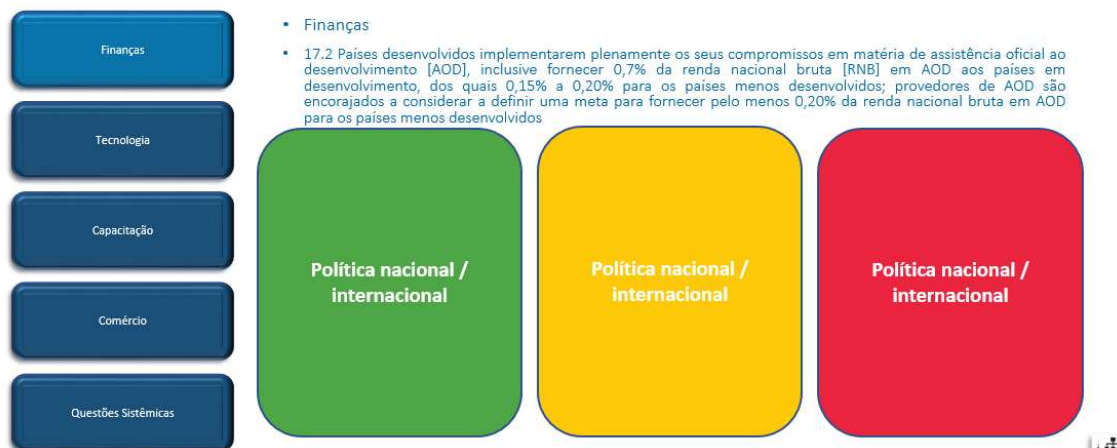 Finanças
Tecnologia
Capacitação
Comércio
Questões Sistêmicas
• Finanças
• 17.2 Países desenvolvidos implementarem plenamente os seus compromissos em matéria de assistência oficial ao
desenvolvimento [AOD], inclusive fornecer 0,7% da renda nacional bruta [RNB] em AOD aos países em
desenvolvimento, dos quais 0,15% a 0,20% para os países menos desenvolvidos; provedores de AOD são
encorajados a considerar a definir uma meta para fornecer pelo menos 0,20% da renda nacional bruta em AOD
para os países menos desenvolvidos
Política nacional /
internacional
Política nacional /
internacional
Política nacional /
internacional